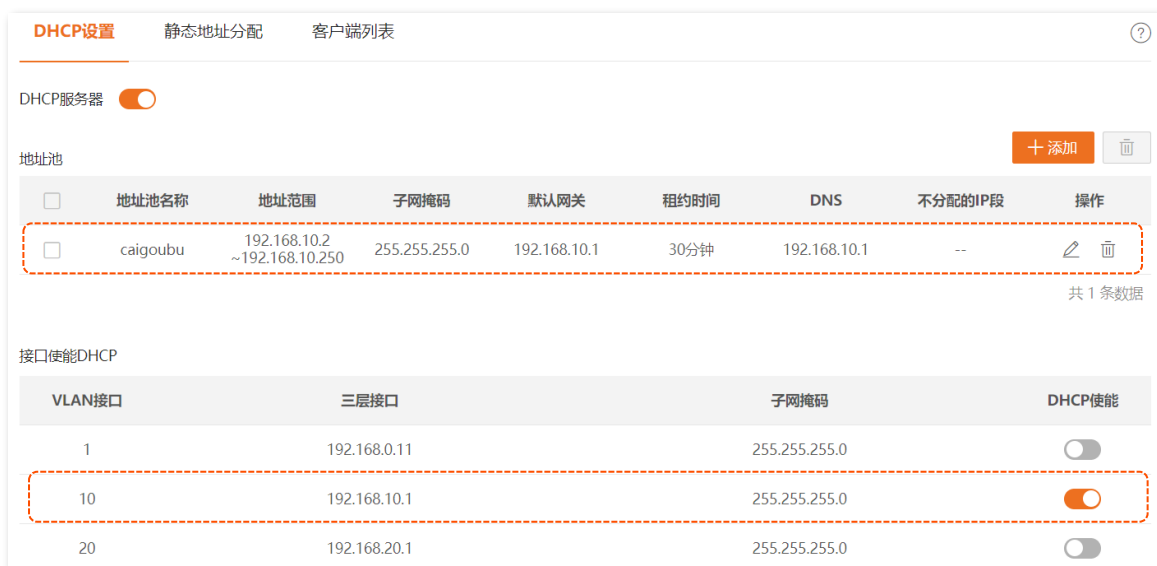 DHCP设置 静态地址分配 客户端列表 ?
DHCP服务器
地址池 添加
地址池名称 地址范围 子网掩码 默认网关 租约时间 DNS 不分配的IP段 操作
caigoubu 192.168.10.2 ~192.168.10.250 255.255.255.0 192.168.10.1 30分钟 192.168.10.1 --
共 1 条数据
接口使能DHCP
VLAN接口 三层接口 子网掩码 DHCP使能
1 192.168.0.11 255.255.255.0
10 192.168.10.1 255.255.255.0
20 192.168.20.1 255.255.255.0